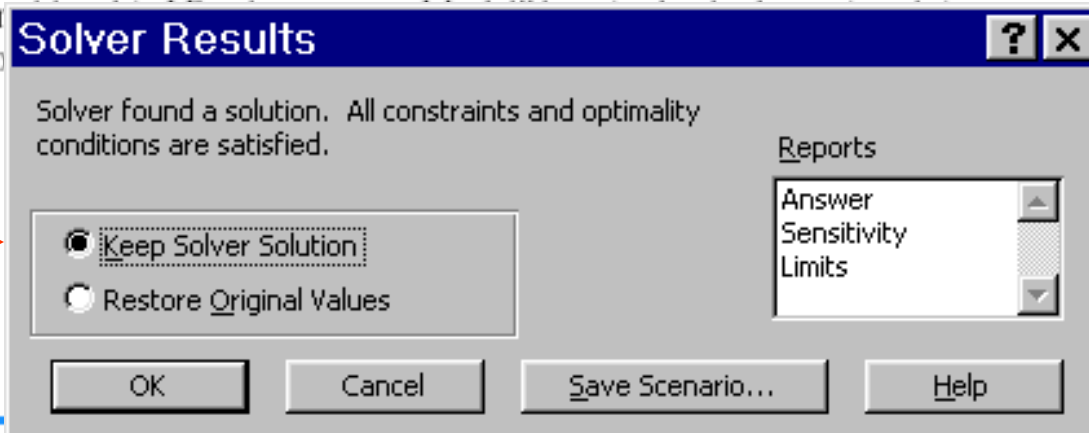 Solver Results
Solver found a solution. All constraints and optimality
conditions are satisfied.
Reports
Answer
Sensitivity
Limits
Keep Solver Solution
Restore Original Values
OK
Cancel
Save Scenario...
Help